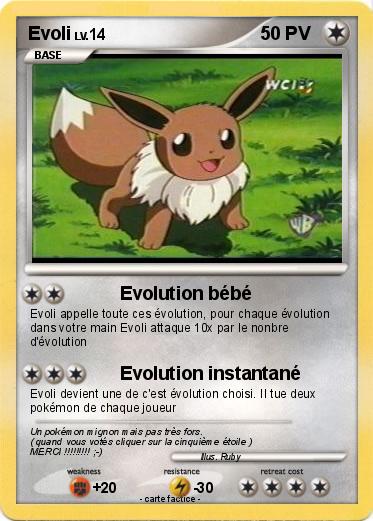 Evoli LV.14 50 PV
BASE
WC
WB
Evolution bébé
Evoli appelle toute ces évolution, pour chaque évolution
dans votre main Evoli attaque 10x par le nonbre
d'évolution
Evolution instantané
Evoli devient une de c'est évolution choisi. Il tue deux
pokémon de chaque joueur
Un pokémon mignon mais pas très fors.
( quand vous votés cliquer sur la cinquième étoile )
MERCI !!!!!!!!! ;-)
Illus. Ruby
weakness resistance retreat cost
+20 -30
- carte factice -